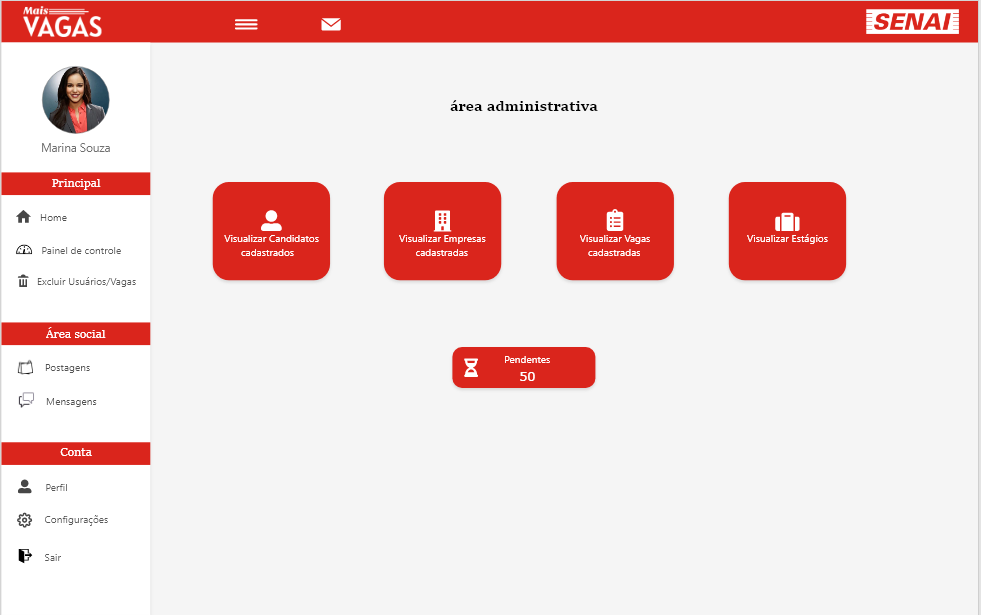 Mais
VAGAS
SENAI
Marina Souza
Principal
Home
Painel de controle
Excluir Usuários/Vagas
Área social
Postagens
Mensagens
Conta
Perfil
Configurações
Sair
área administrativa
Visualizar Candidatos
cadastrados
Visualizar Empresas
cadastradas
Visualizar Vagas
cadastradas
Visualizar Estágios
Pendentes
50